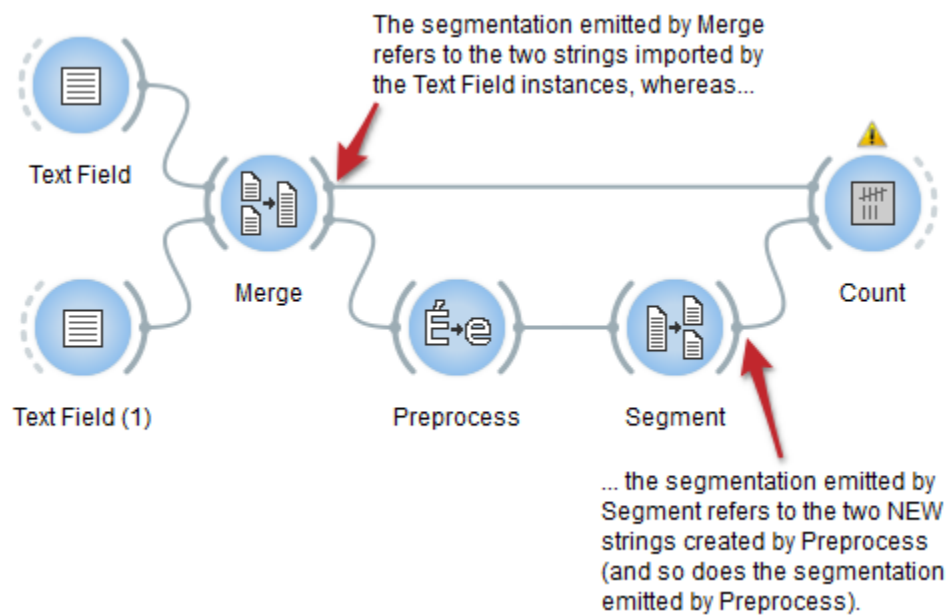 The segmentation emitted by Merge
refers to the two strings imported by
the Text Field instances, whereas...
Text Field
Merge
Count
Text Field (1)
Preprocess
Segment
É→e
... the segmentation emitted by
Segment refers to the two NEW
strings created by Preprocess
(and so does the segmentation
emitted by Preprocess).